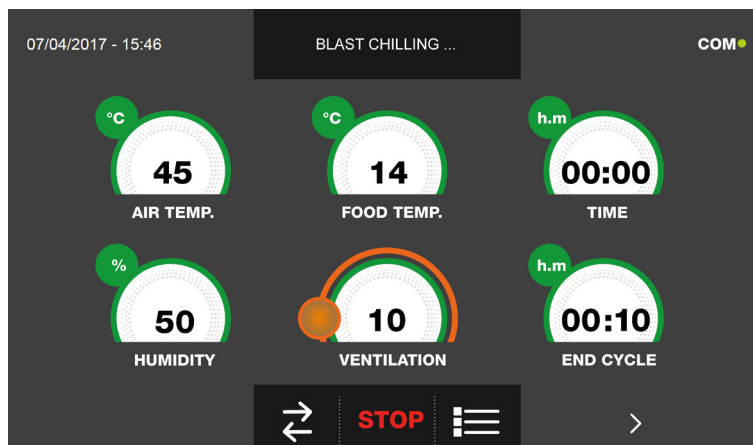 07/04/2017 - 15:46
BLAST CHILLING ...
COM
°C
45
AIR TEMP.
°C
14
FOOD TEMP.
h.m
00:00
TIME
%
50
HUMIDITY
10
VENTILATION
h.m
00:10
END CYCLE
STOP